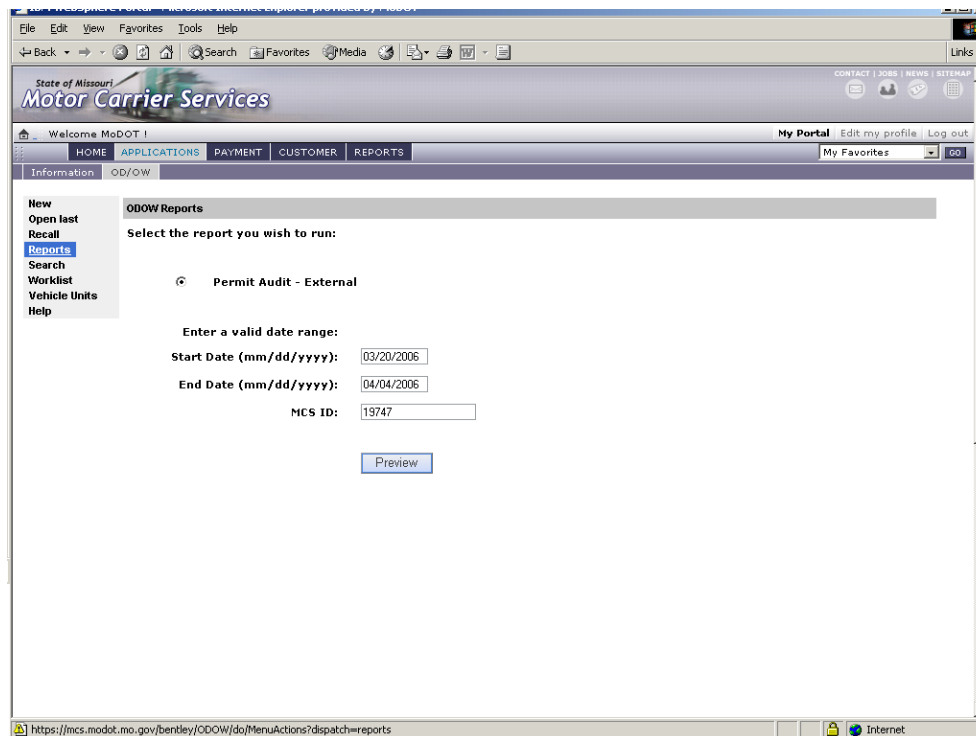 File Edit View Favorites Tools Help
Back Search Favorites Media Links
CONTACT | JOBS | NEWS | SITEMAP
State of Missouri
Motor Carrier Services
Welcome MoDOT ! My Portal Edit my profile Log out
HOME APPLICATIONS PAYMENT CUSTOMER REPORTS My Favorites GO
Information OD/OW
New
Open last
Recall
Reports
Search
Worklist
Vehicle Units
Help
ODOW Reports
Select the report you wish to run:
Permit Audit - External
Enter a valid date range:
Start Date (mm/dd/yyyy): 03/20/2006
End Date (mm/dd/yyyy): 04/04/2006
MCS ID: 19747
Preview
https://mcs.modot.mo.gov/bentley/ODOW/do/MenuActions?dispatch=reports Internet